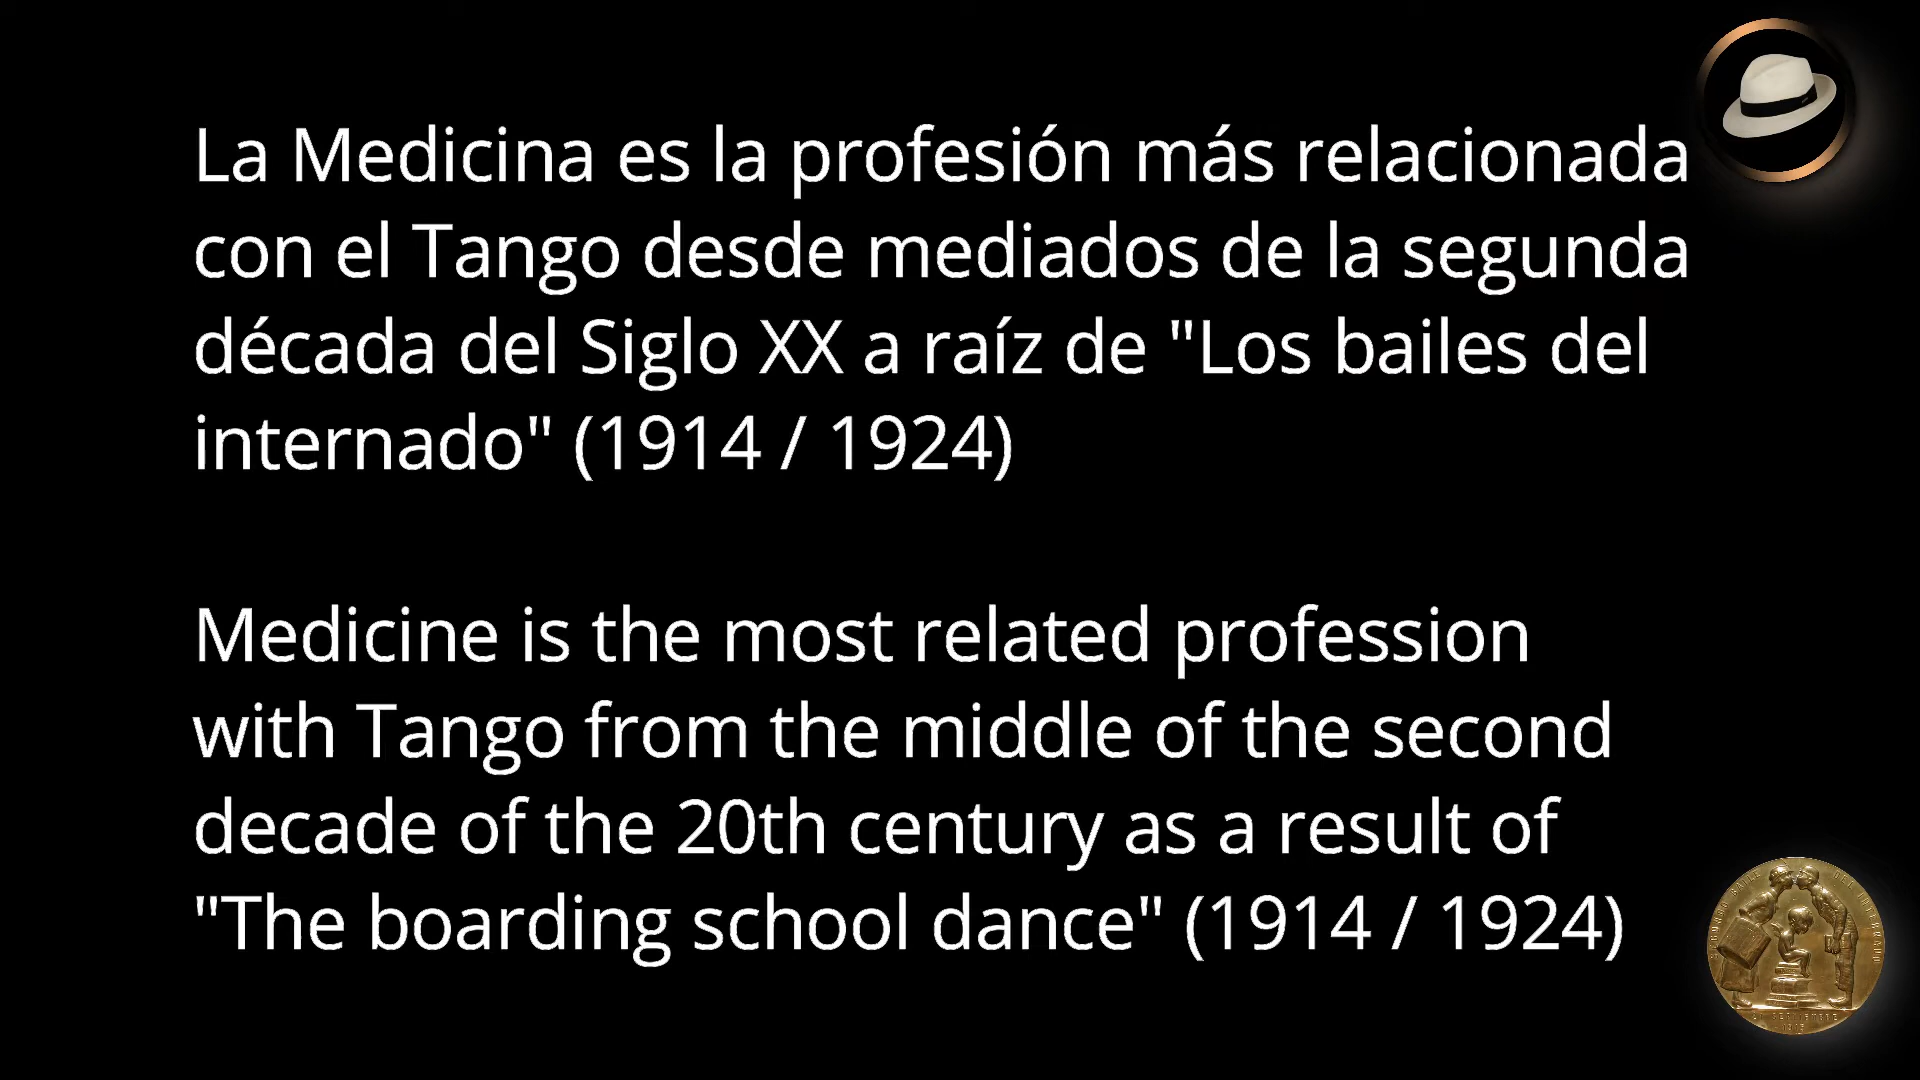 La Medicina es la profesión más relacionada
con el Tango desde mediados de la segunda
década del Siglo XX a raíz de "Los bailes del
internado" (1914 / 1924)
Medicine is the most related profession
with Tango from the middle of the second
decade of the 20th century as a result of
"The boarding school dance" (1914 / 1924)